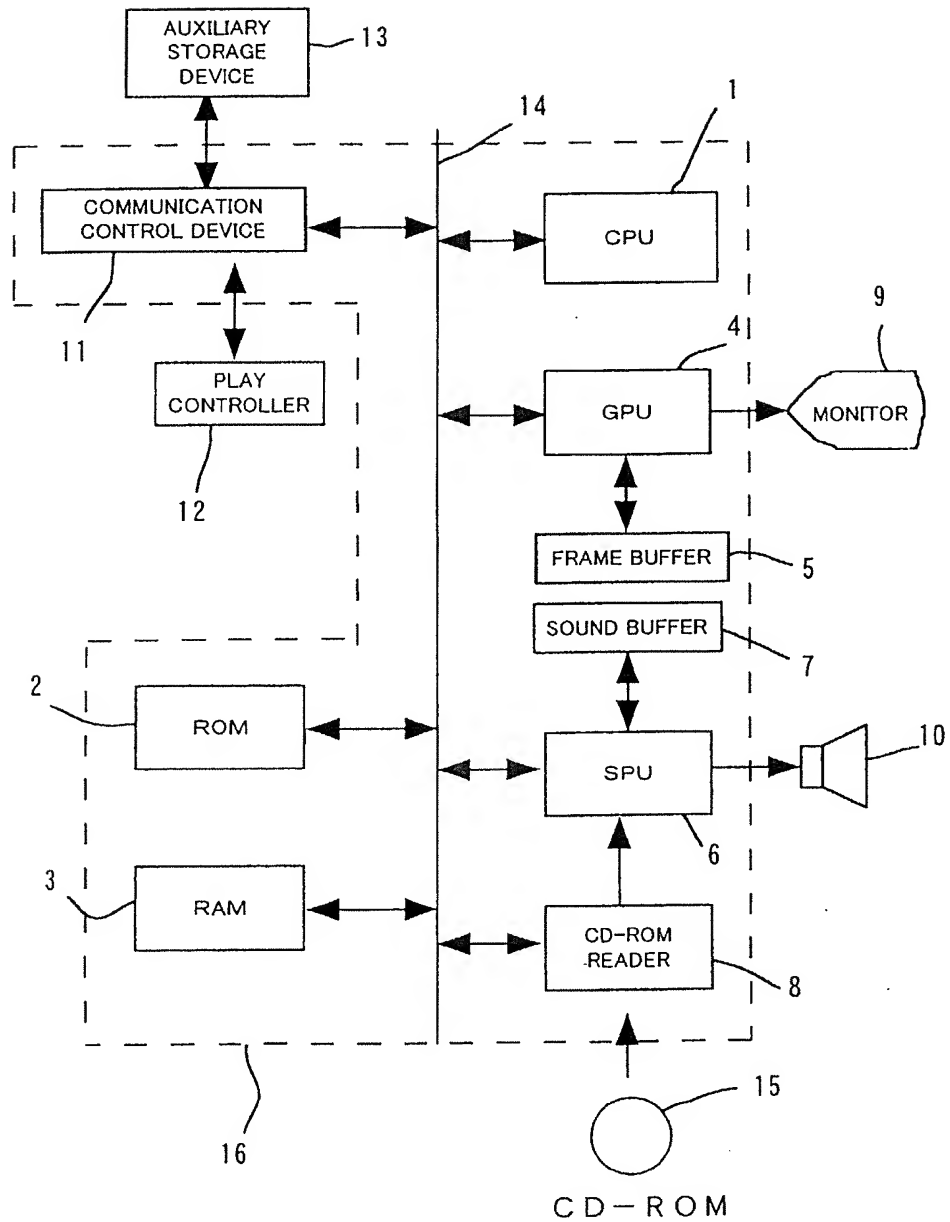 AUXILIARY
STORAGE
DEVICE
13
14
1
COMMUNICATION
CONTROL DEVICE
CPU
11
9
4
PLAY
CONTROLLER
GPU
MONITOR
12
FRAME BUFFER
5
SOUND BUFFER
7
2
ROM
10
SPU
6
3
RAM
CD-ROM
READER
8
15
16
CD-ROM